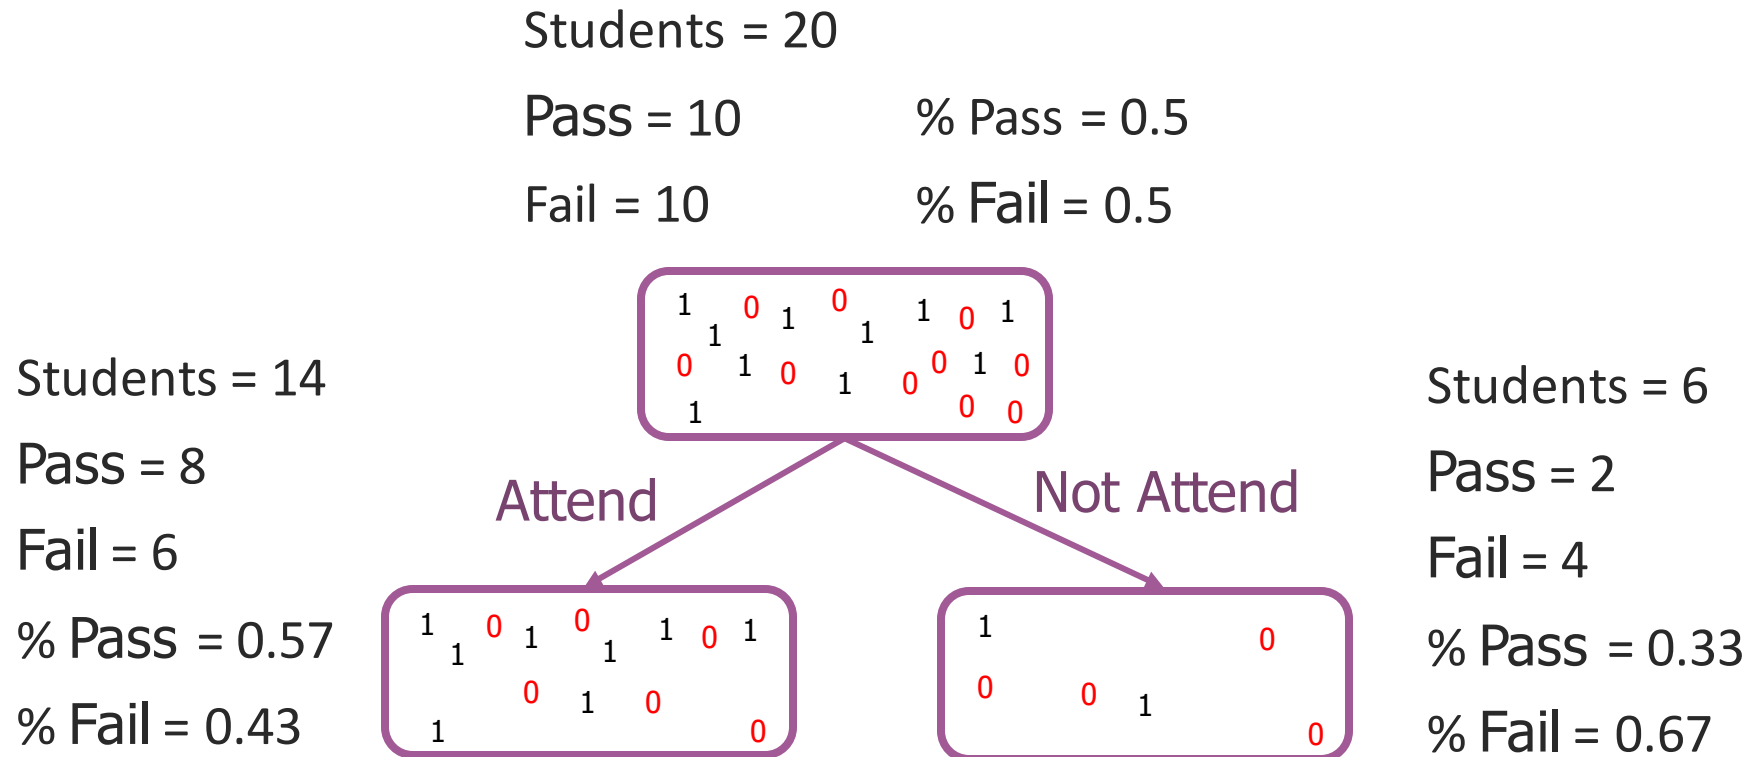 Students = 20
Pass = 10 % Pass = 0.5
Fail = 10 % Fail = 0.5
1 0 1 0 1 0 1
1 1
0 1 0 1 0 0 1 0
1 0 0
Students = 14
Pass = 8
Fail = 6
% Pass = 0.57
% Fail = 0.43
Attend
Not Attend
Students = 6
Pass = 2
Fail = 4
% Pass = 0.33
% Fail = 0.67
1 0 1 0 1 0 1
1 1
0 1 0
1 0
1 0
0 0 1
0